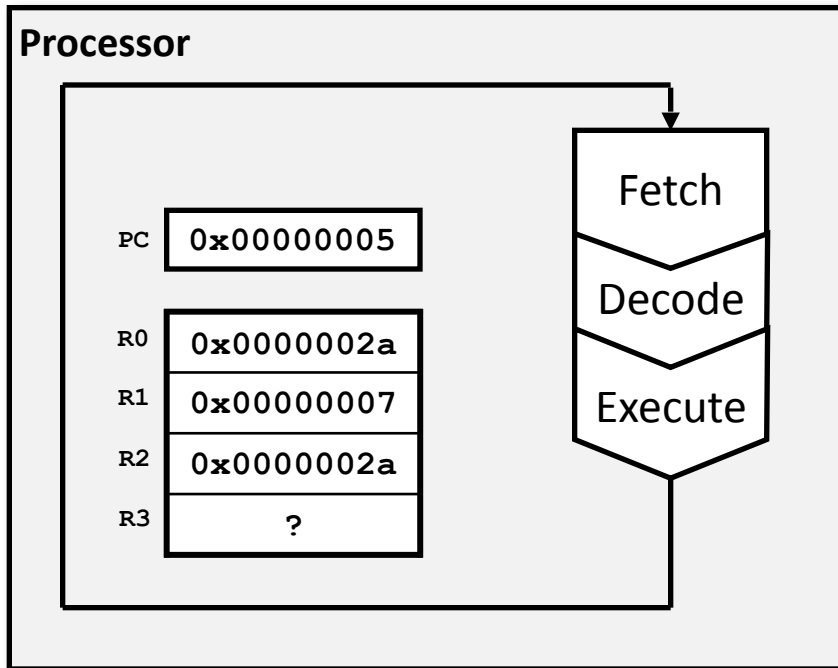 Processor
Fetch
PC 0x00000005
Decode
R0 0x0000002a
R1 0x00000007
Execute
R2 0x0000002a
R3 ?